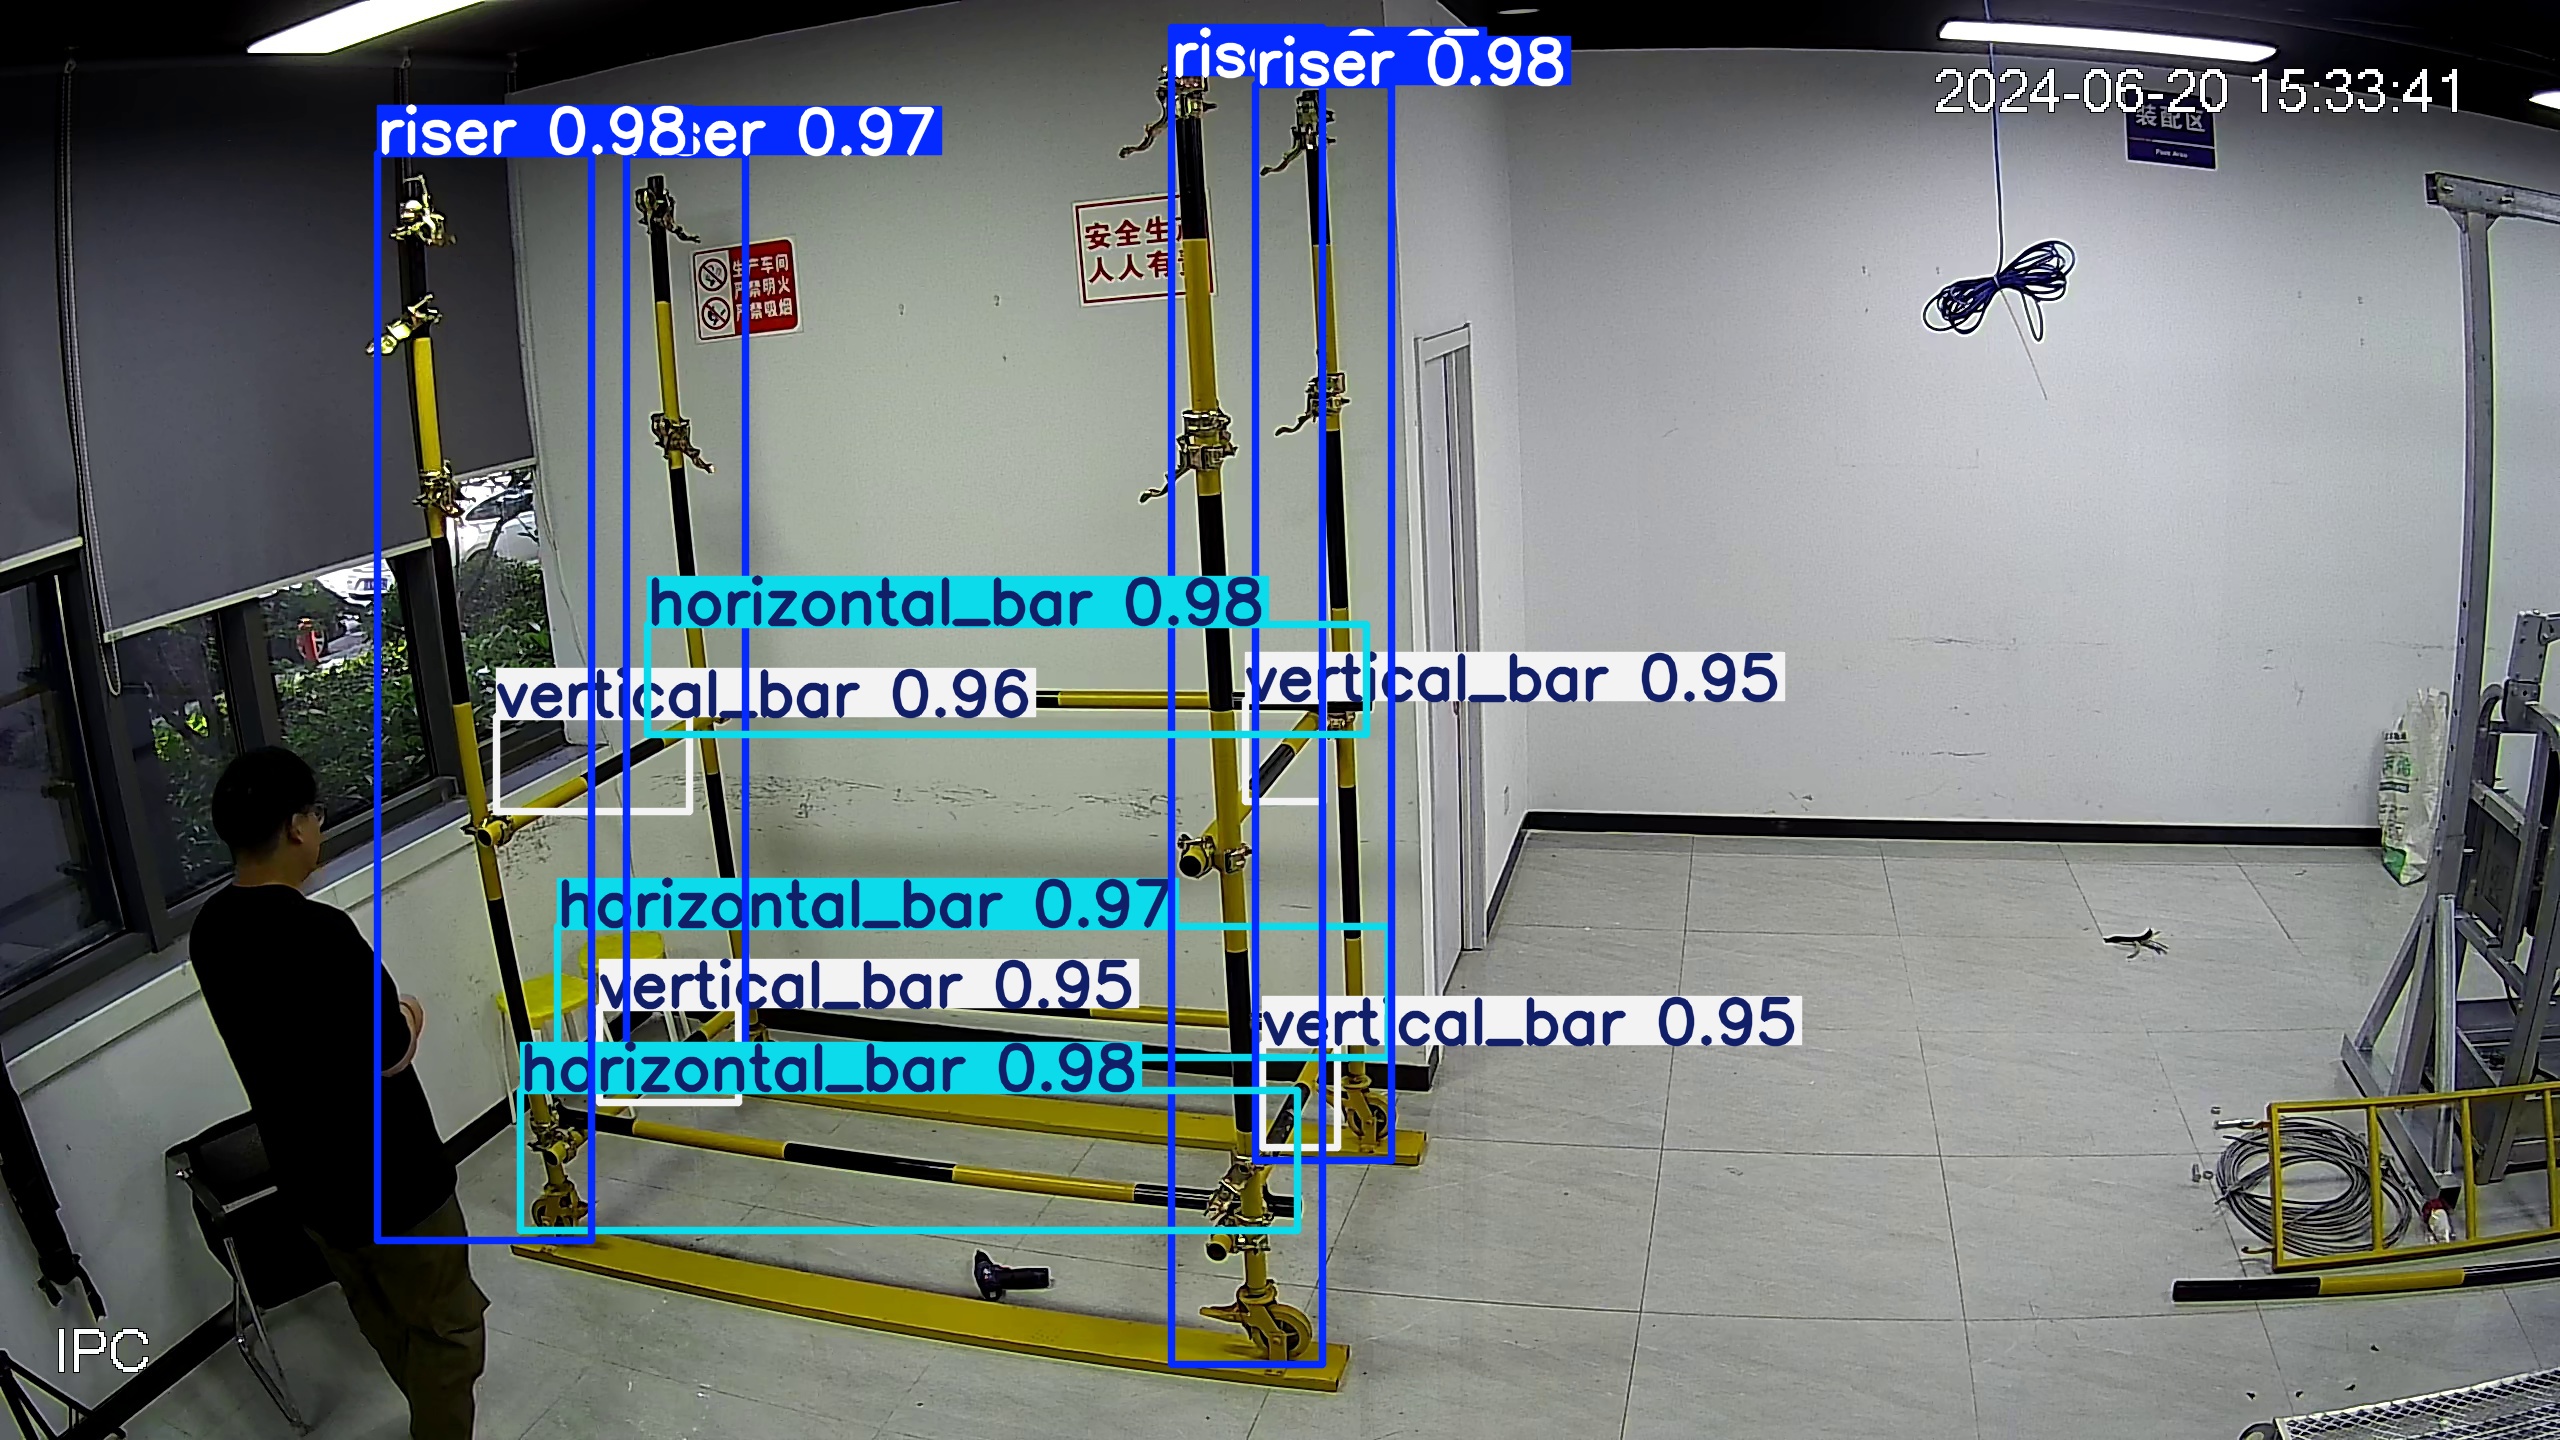 2024-06-20 15:33:41
riser 0.98
riser 0.98
ser 0.97
装配区
安全生
人人有
生产车间
严禁明火
严禁吸烟
horizontal_bar 0.98
vertical_bar 0.96
vertical_bar 0.95
horizontal_bar 0.97
vertical_bar 0.95
vertical_bar 0.95
horizontal_bar 0.98
IPC